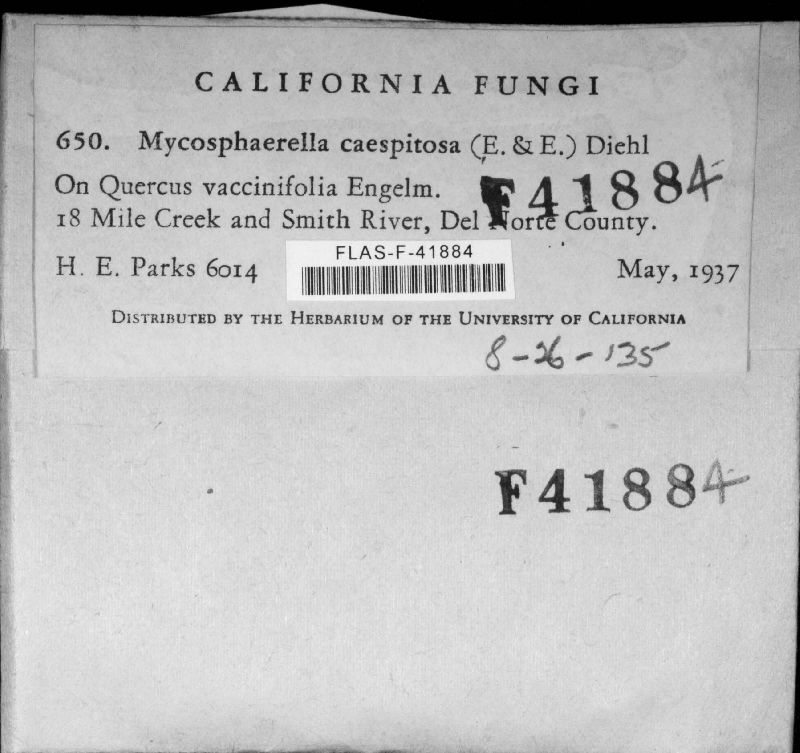 CALIFORNIA FUNGI
650. Mycosphaerella caespitosa (E. & E.) Diehl
On Quercus vaccinifolia Engelm.
F41884
18 Mile Creek and Smith River, Del Norte County.
FLAS-F-41884
H. E. Parks 6014
May, 1937
DISTRIBUTED BY THE HERBARIUM OF THE UNIVERSITY OF CALIFORNIA
8-26-135
F41884